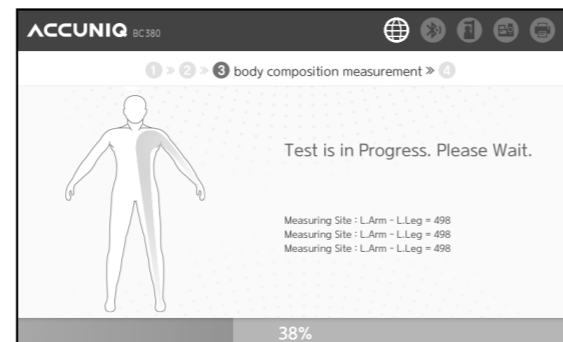 ACCUNIQ BC380
1 » 2 » 3 body composition measurement » 4
Test is in Progress. Please Wait.
Measuring Site : L.Arm - L.Leg = 498
Measuring Site : L.Arm - L.Leg = 498
Measuring Site : L.Arm - L.Leg = 498
38%